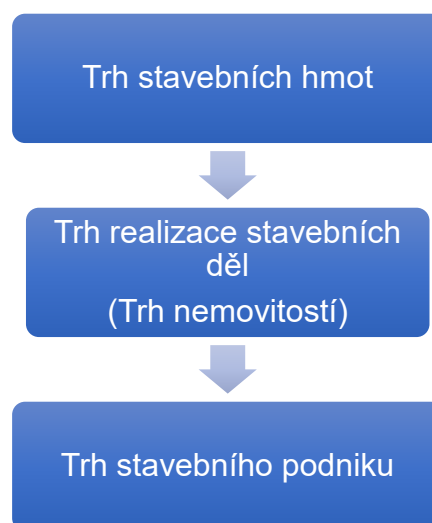 Trh stavebních hmot
Trh realizace stavebních
děl
(Trh nemovitostí)
Trh stavebního podniku